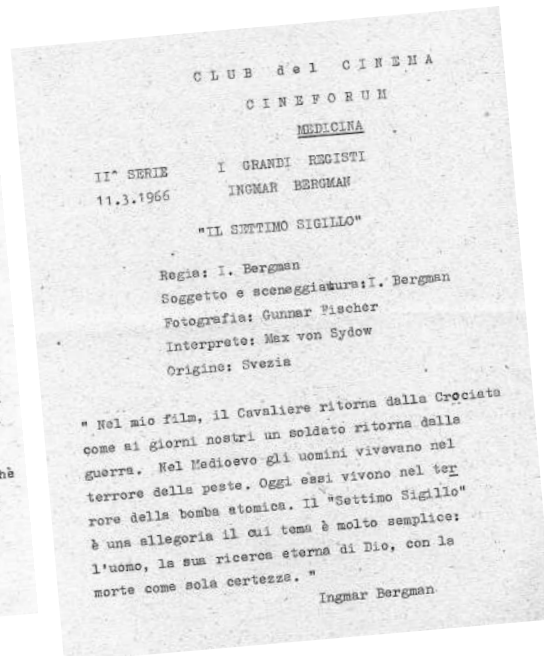 CLUB del CINEMA
CINEFORUM
MEDICINA
II^ SERIE I GRANDI REGISTI
11.3.1966 INGMAR BERGMAN
"IL SETTIMO SIGILLO"
Regia: I. Bergman
Soggetto e sceneggiatura:I. Bergman
Fotografia: Gunnar Fischer
Interprete: Max von Sydow
Origine: Svezia
" Nel mio film, il Cavaliere ritorna dalla Crociata
come ai giorni nostri un soldato ritorna dalla
guerra. Nel Medioevo gli uomini vivevano nel
terrore della peste. Oggi essi vivono nel ter
rore della bomba atomica. Il "Settimo Sigillo"
è una allegoria il cui tema è molto semplice:
l'uomo, la sua ricerca eterna di Dio, con la
morte come sola certezza. "
Ingmar Bergman
hè